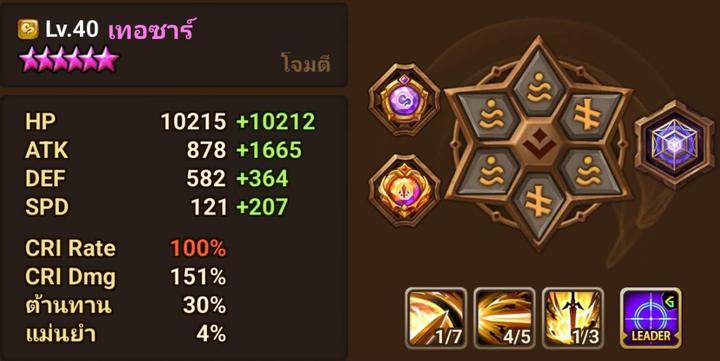 Lv.40 เทอซาร์
โจมตี
HP 10215 +10212
ATK 878 +1665
DEF 582 +364
SPD 121 +207
CRI Rate 100%
CRI Dmg 151%
ต้านทาน 30%
แม่นยำ 4%
1/7 4/5 1/3 G LEADER